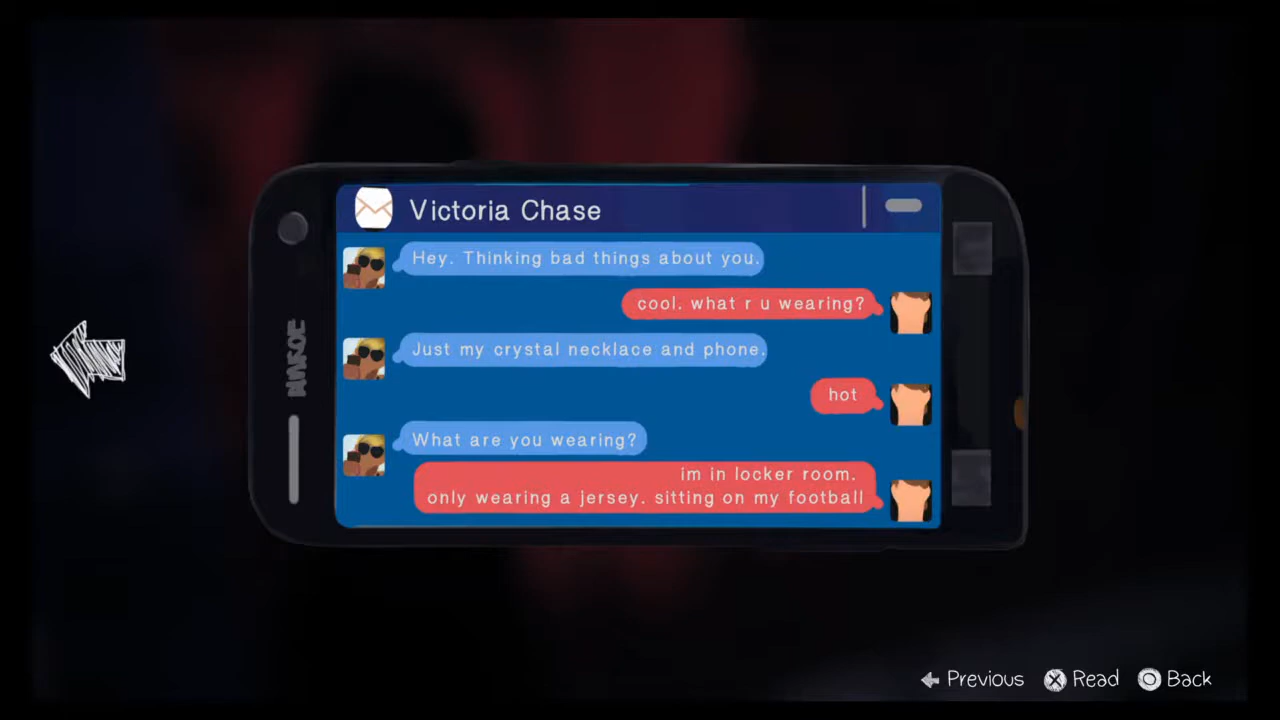 Victoria Chase
Hey. Thinking bad things about you.
cool. what r u wearing?
Just my crystal necklace and phone.
hot
What are you wearing?
im in locker room.
only wearing a jersey. sitting on my football
Previous Read Back